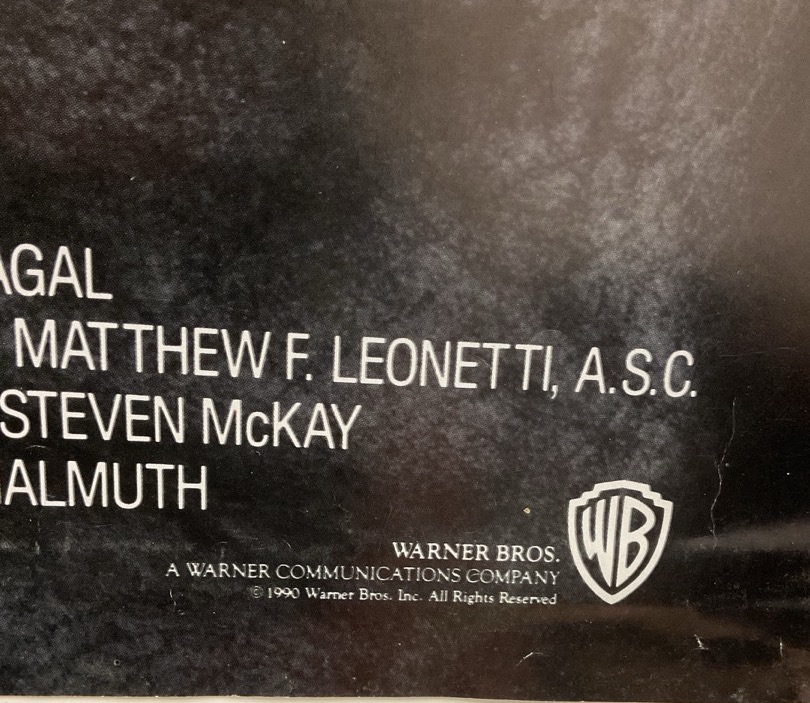 AGAL
MATTHEW F. LEONETTI, A.S.C.
STEVEN McKAY
ALMUTH
WARNER BROS.
A WARNER COMMUNICATIONS COMPANY
© 1990 Warner Bros. Inc. All Rights Reserved
WB